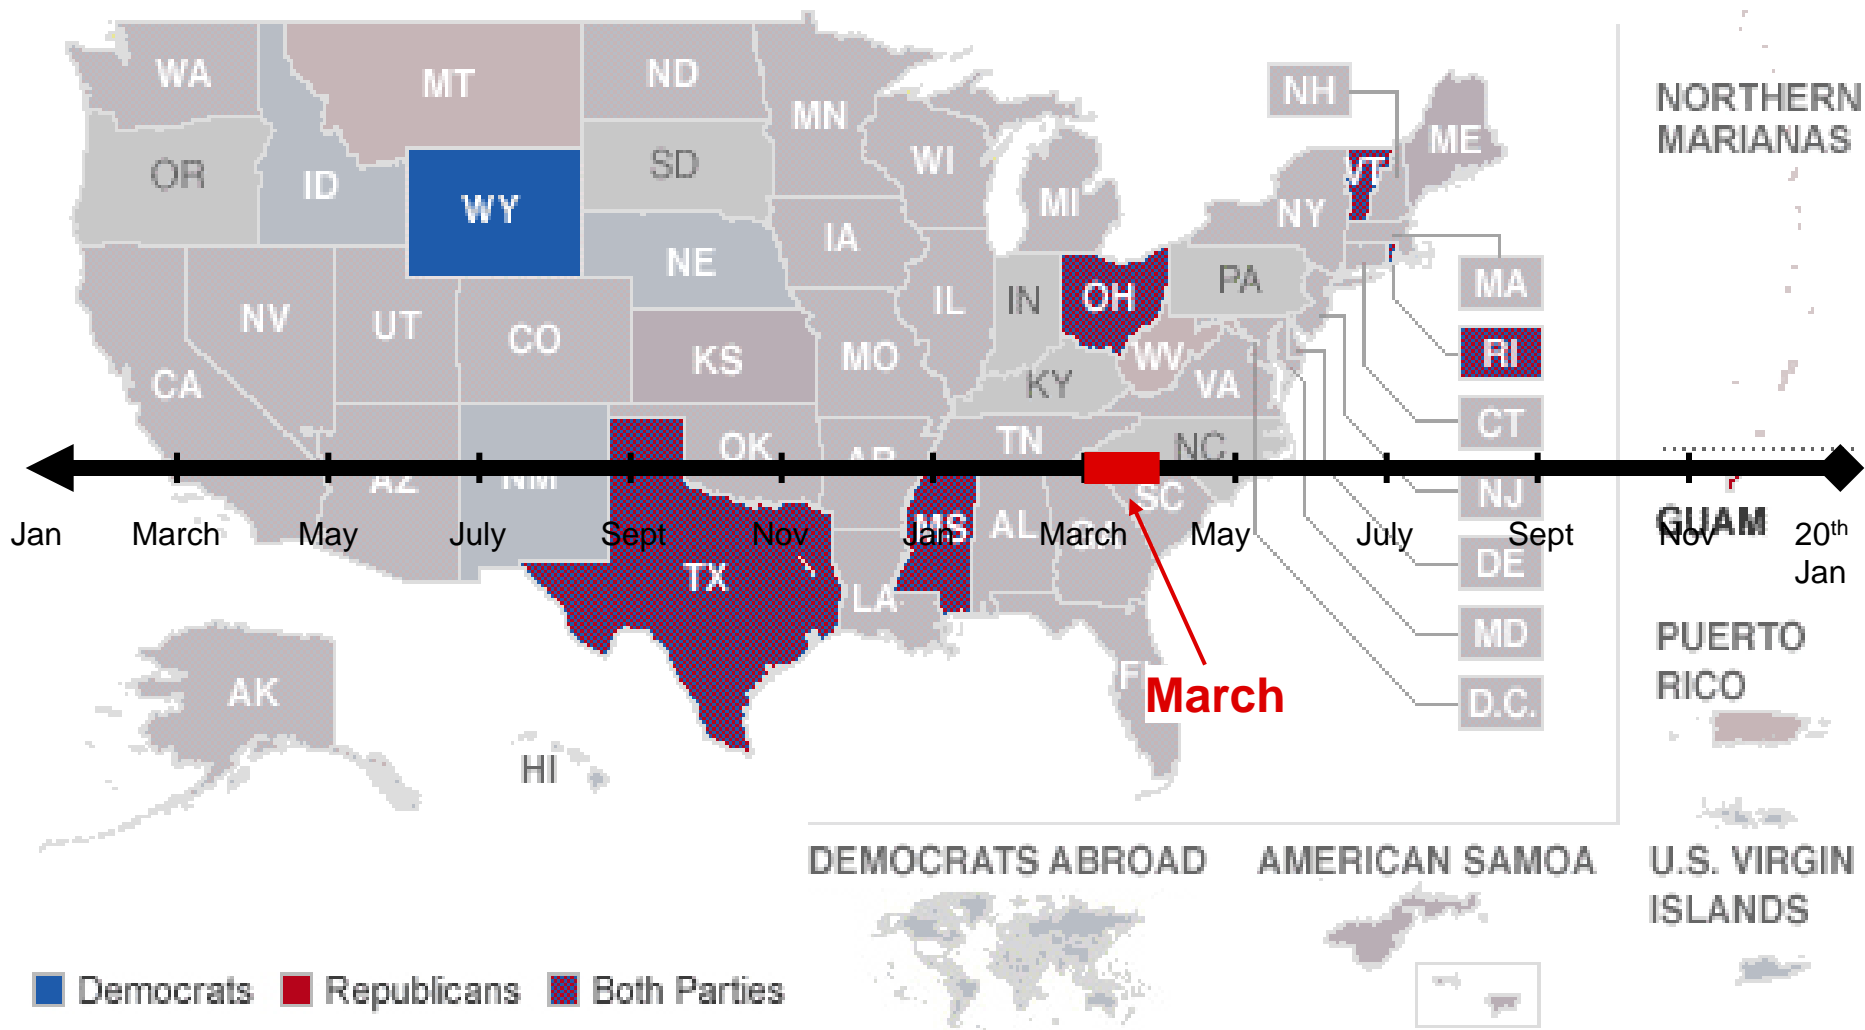 WA
MT
ND
MN
NH
ME
NORTHERN
MARIANAS
OR
ID
WY
SD
WI
MI
NY
VT
IA
NE
NV
UT
CO
IL
IN
OH
PA
MA
CA
KS
MO
KY
WV
VA
RI
CT
OK
AR
TN
NC
AZ
NM
SC
NJ
Jan
March
May
July
Sept
Nov
Jan
March
May
July
Sept
Nov
20th
Jan
MS
AL
GA
GUAM
DE
TX
LA
MD
PUERTO
RICO
AK
FL
March
D.C.
HI
DEMOCRATS ABROAD
AMERICAN SAMOA
U.S. VIRGIN
ISLANDS
Democrats
Republicans
Both Parties